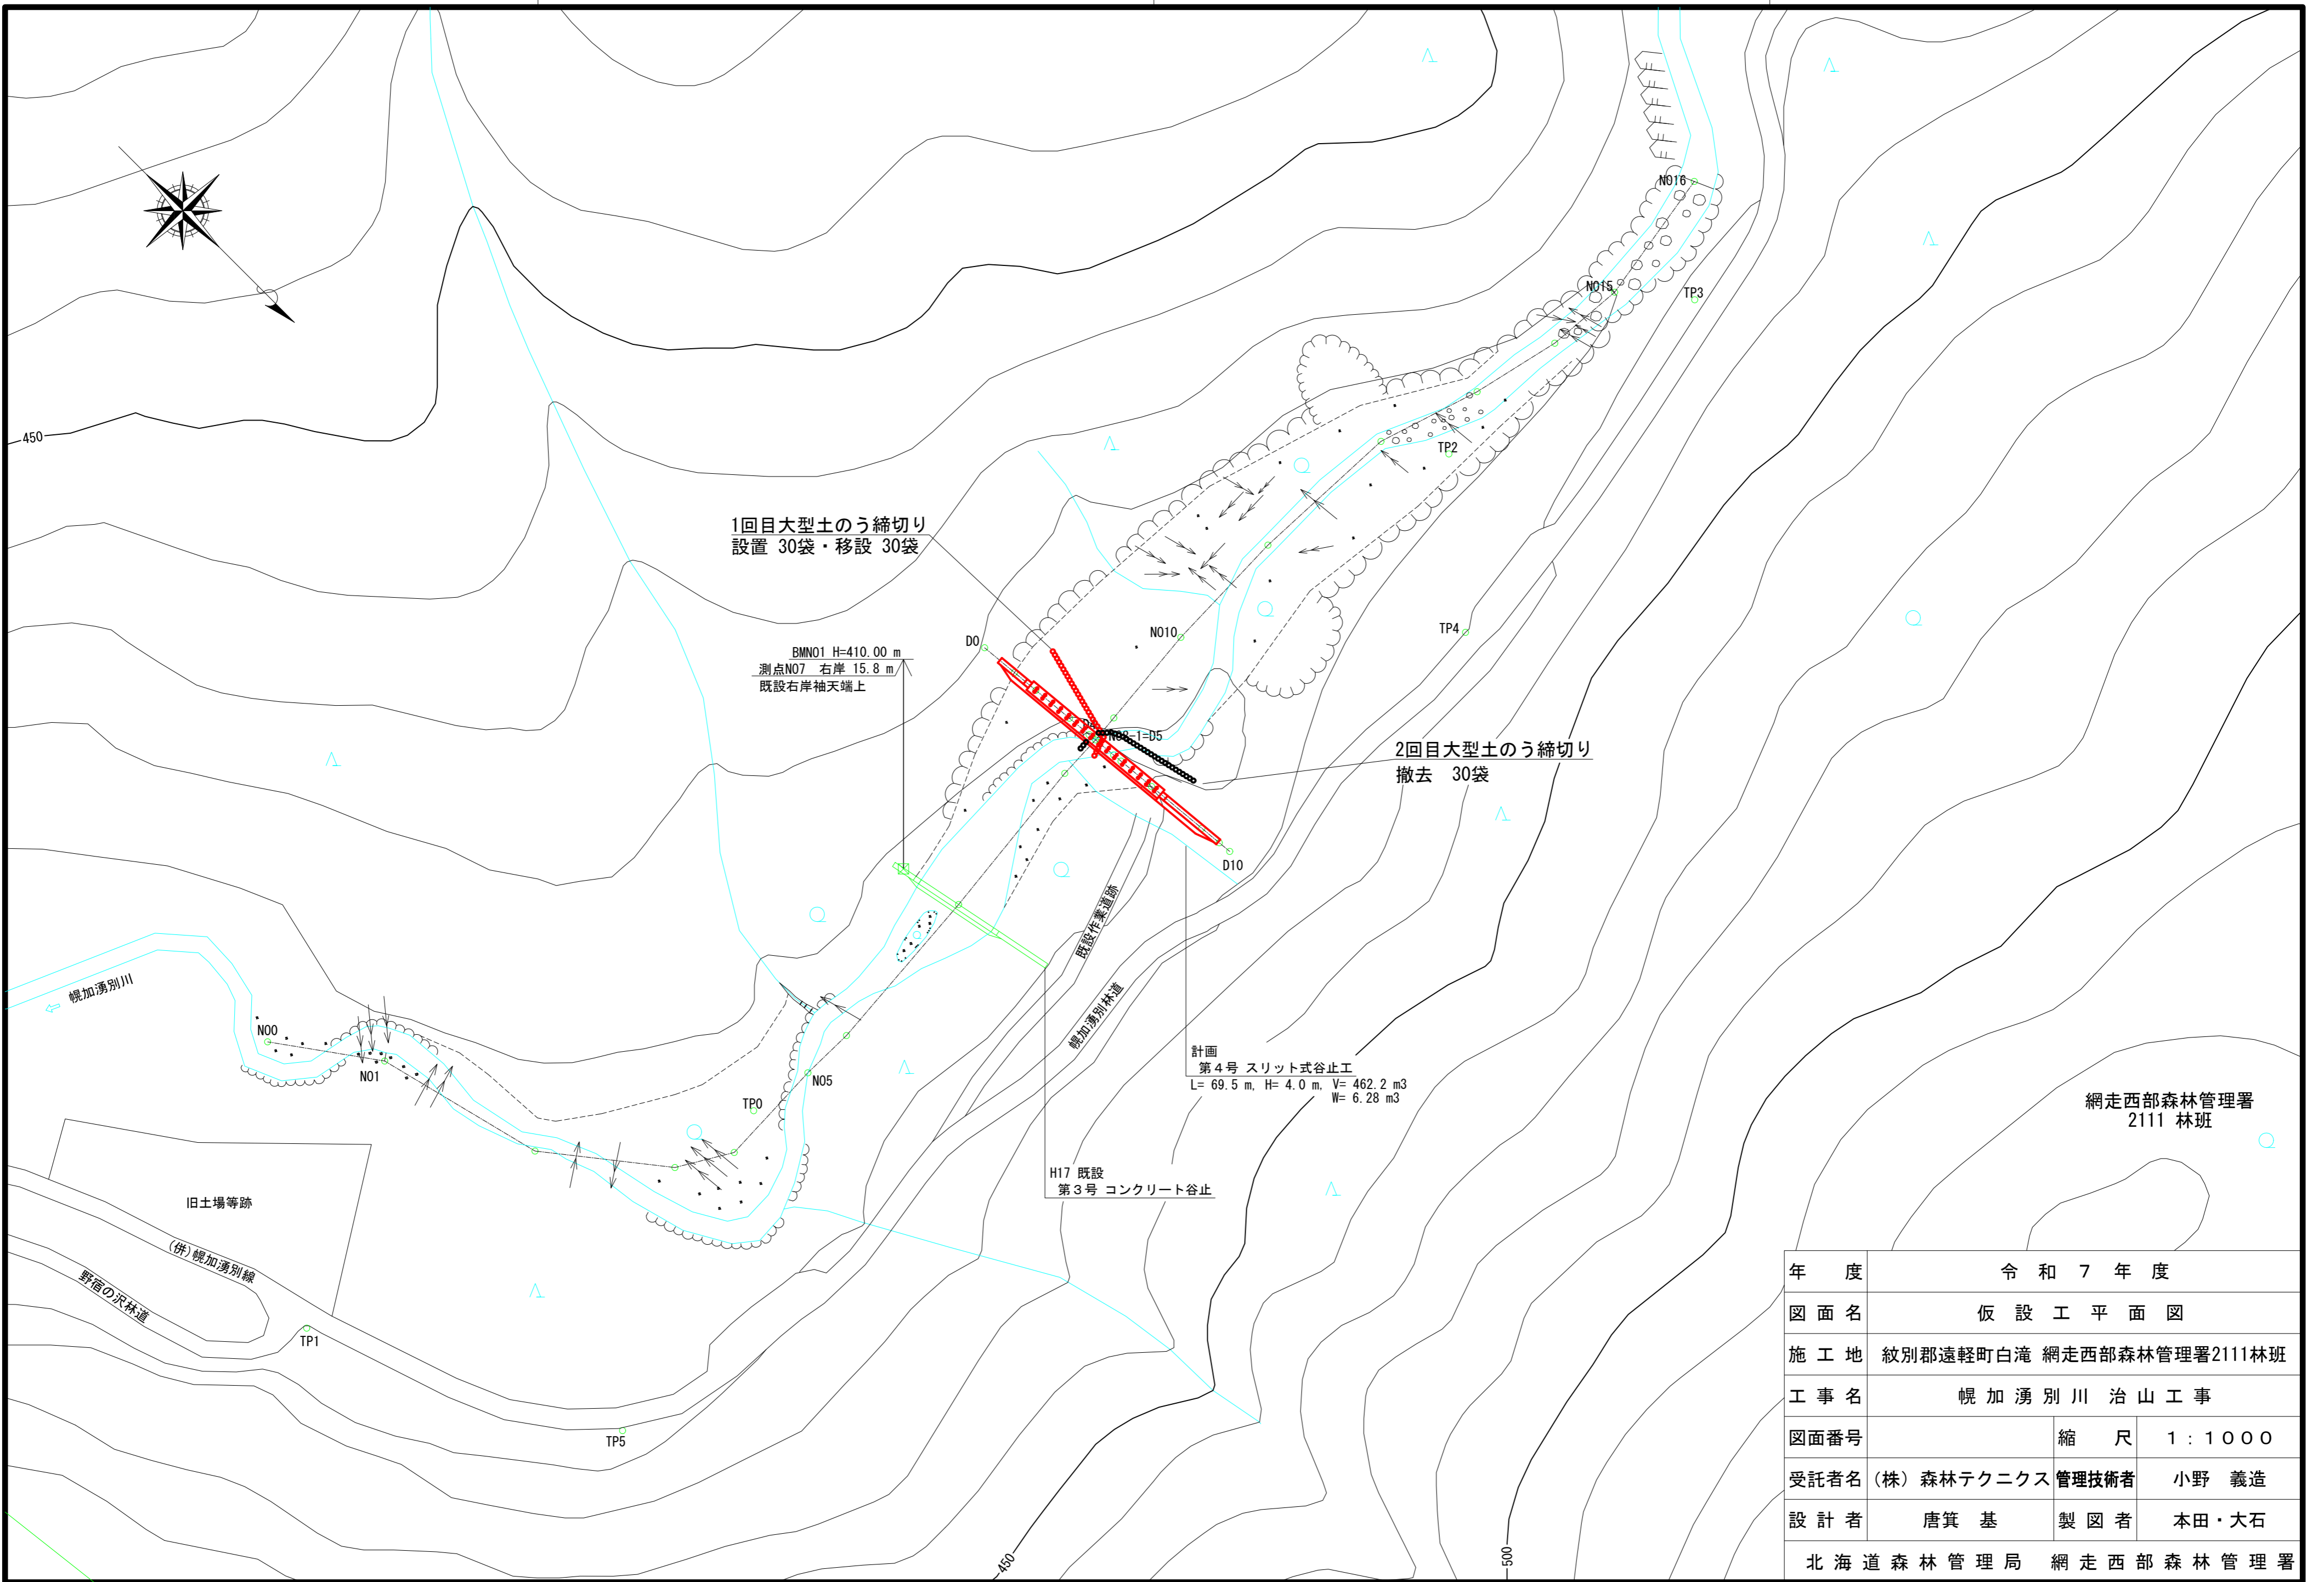 NO16
NO15
TP3
450
TP2
1回目大型土のう締切り
設置 30袋・移設 30袋
NO10
TP4
D0
BMNO1 H=410.00 m
測点NO7 右岸 15.8 m
既設右岸袖天端上
NO8-1=D5
2回目大型土のう締切り
撤去 30袋
D10
既設作業道跡
幌加湧別川
幌加湧別林道
NO0
NO1
NO5
TP0
計画
第4号 スリット式谷止工
L= 69.5 m, H= 4.0 m, V= 462.2 m3
W= 6.28 m3
網走西部森林管理署
2111 林班
H17 既設
第3号 コンクリート谷止
旧土場等跡
(併)幌加湧別線
野宿の沢林道
TP1
TP5
450
500
年度 令和7年度
図面名 仮設工平面図
施工地 紋別郡遠軽町白滝 網走西部森林管理署2111林班
工事名 幌加湧別川 治山工事
図面番号 縮尺 1:1000
受託者名 (株)森林テクニクス 管理技術者 小野 義造
設計者 唐箕 基 製図者 本田・大石
北海道森林管理局 網走西部森林管理署